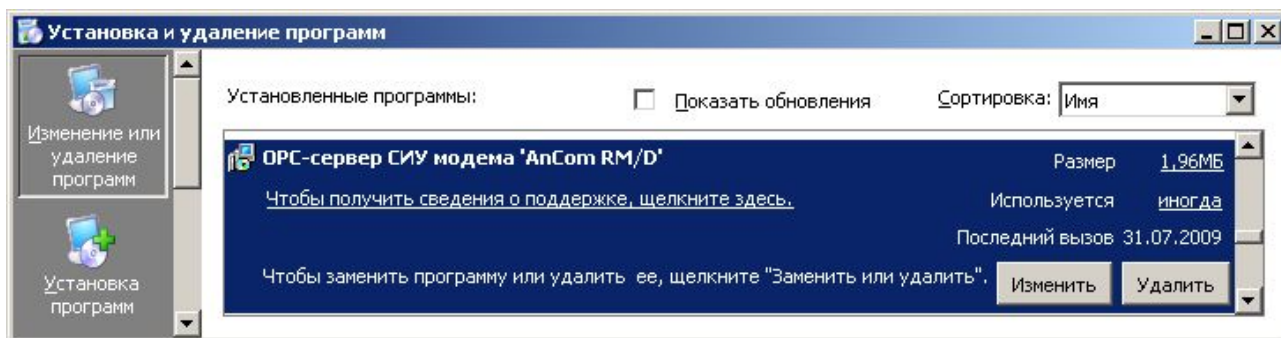 Установка и удаление программ
Изменение или
удаление
программ
Установка
программ
Установленные программы:
Показать обновления
Сортировка: Имя
OPC-сервер СИУ модема 'AnCom RM/D'
Размер 1,96МБ
Чтобы получить сведения о поддержке, щелкните здесь.
Используется иногда
Последний вызов 31.07.2009
Чтобы заменить программу или удалить ее, щелкните "Заменить или удалить".
Изменить Удалить